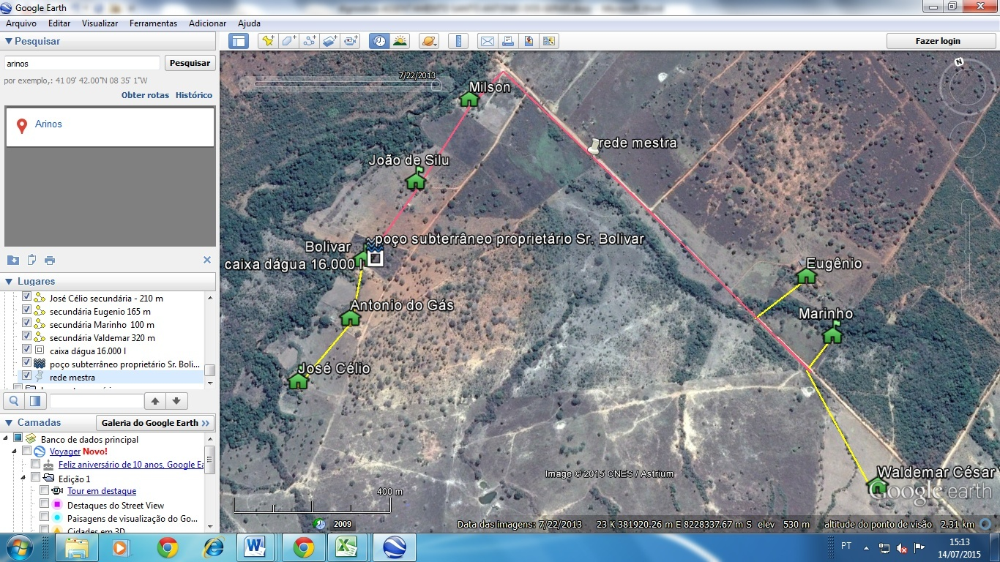 Google Earth
Arquivo Editar Visualizar Ferramentas Adicionar Ajuda
Pesquisar
Fazer login
arinos
Pesquisar
por exemplo,: 41 09' 42.00"N 08 35' 1"W
Obter rotas Histórico
Arinos
Lugares
José Célio secundária - 210 m
secundária Eugenio 165 m
secundária Marinho 100 m
secundária Valdemar 320 m
caixa dágua 16.000 l
poço subterrâneo proprietário Sr. Boli...
rede mestra
Camadas
Galeria do Google Earth
Banco de dados principal
Voyager Novo!
Feliz aniversário de 10 anos, Google Ea
Edição 1
Tour em destaque
Destaques do Street View
Paisagens de visualização do Go...
Cidades em 3D
7/22/2013
N
Milson
rede mestra
João de Silu
poço subterrâneo proprietário Sr. Bolivar
Bolivar
caixa dágua 16.000 l
Eugênio
Antonio do Gás
Marinho
José Célio
Waldemar César
Image © 2015 CNES / Astrium
Google earth
400 m
2009
Data das imagens: 7/22/2013 23 K 381920.26 m E 8228337.67 m S elev 530 m altitude do ponto de visão 2.31 km
PT
15:13
14/07/2015